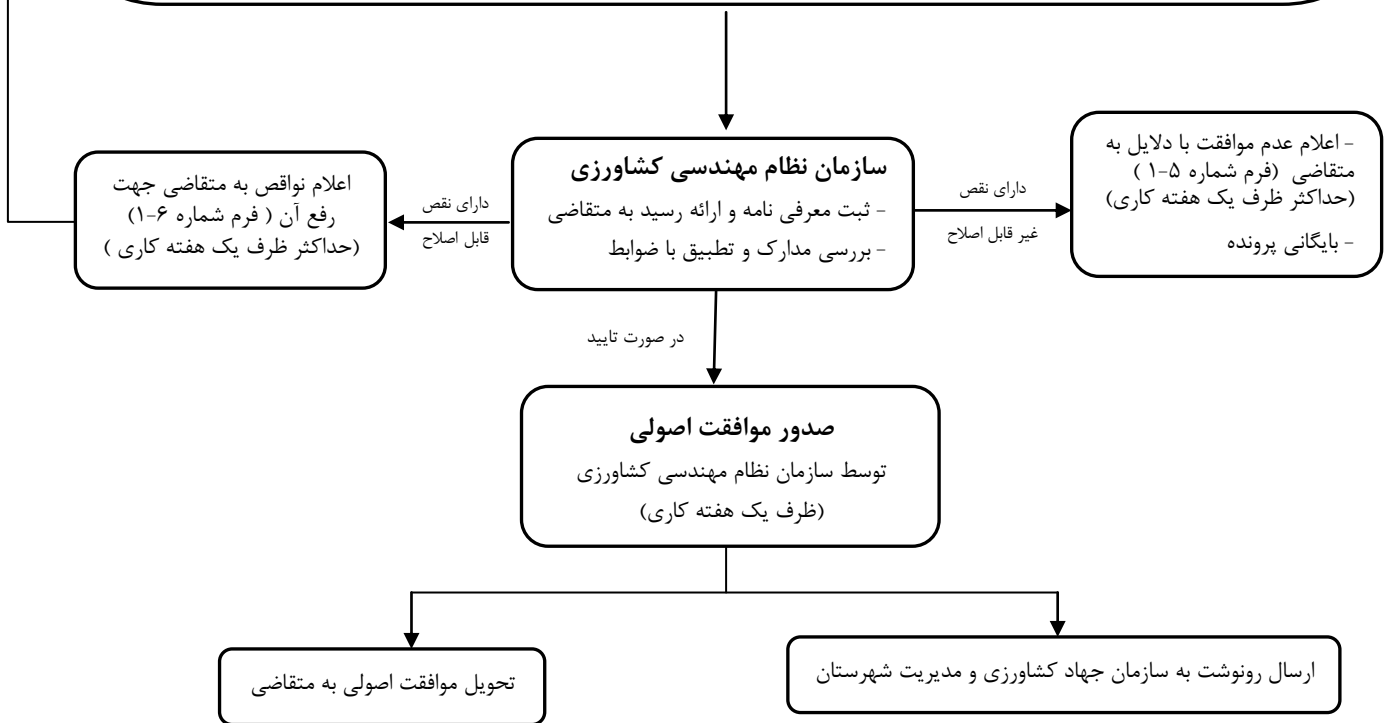 - اعلام عدم موافقت با دلایل به
متقاضی (فرم شماره ۵-۱ )
(حداکثر ظرف یک هفته کاری)
- بایگانی پرونده
دارای نقص
غیر قابل اصلاح
سازمان نظام مهندسی کشاورزی
- ثبت معرفی نامه و ارائه رسید به متقاضی
- بررسی مدارک و تطبیق با ضوابط
دارای نقص
قابل اصلاح
اعلام نواقص به متقاضی جهت
رفع آن ( فرم شماره ۶-۱)
(حداکثر ظرف یک هفته کاری )
در صورت تایید
صدور موافقت اصولی
توسط سازمان نظام مهندسی کشاورزی
(ظرف یک هفته کاری)
ارسال رونوشت به سازمان جهاد کشاورزی و مدیریت شهرستان
تحویل موافقت اصولی به متقاضی